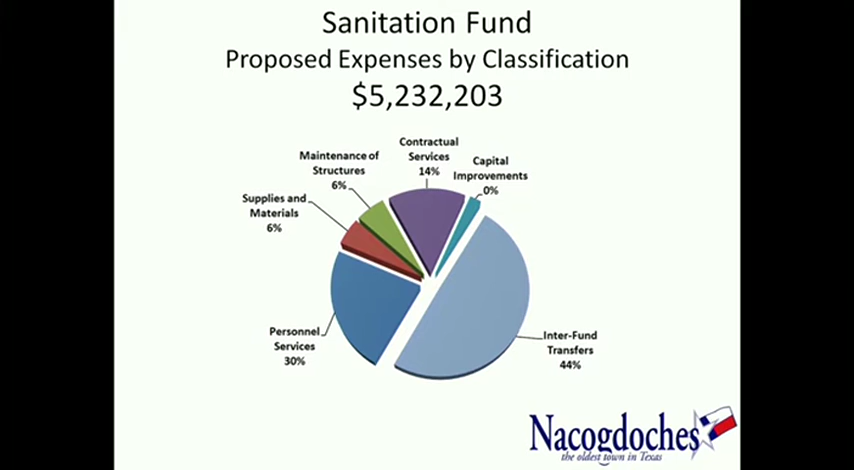 Sanitation Fund
Proposed Expenses by Classification
$5,232,203
Contractual
Services
14%
Maintenance of
Structures
6%
Capital
Improvements
0%
Supplies and
Materials
6%
Personnel
Services
30%
Inter-Fund
Transfers
44%
Nacogdoches
the oldest town in Texas